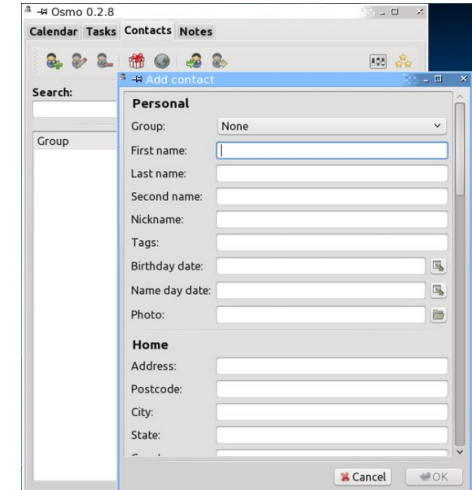 Osmo 0.2.8
Calendar Tasks Contacts Notes
Search:
Group
Add contact
Personal
Group: None
First name:
Last name:
Second name:
Nickname:
Tags:
Birthday date:
Name day date:
Photo:
Home
Address:
Postcode:
City:
State:
Cancel OK